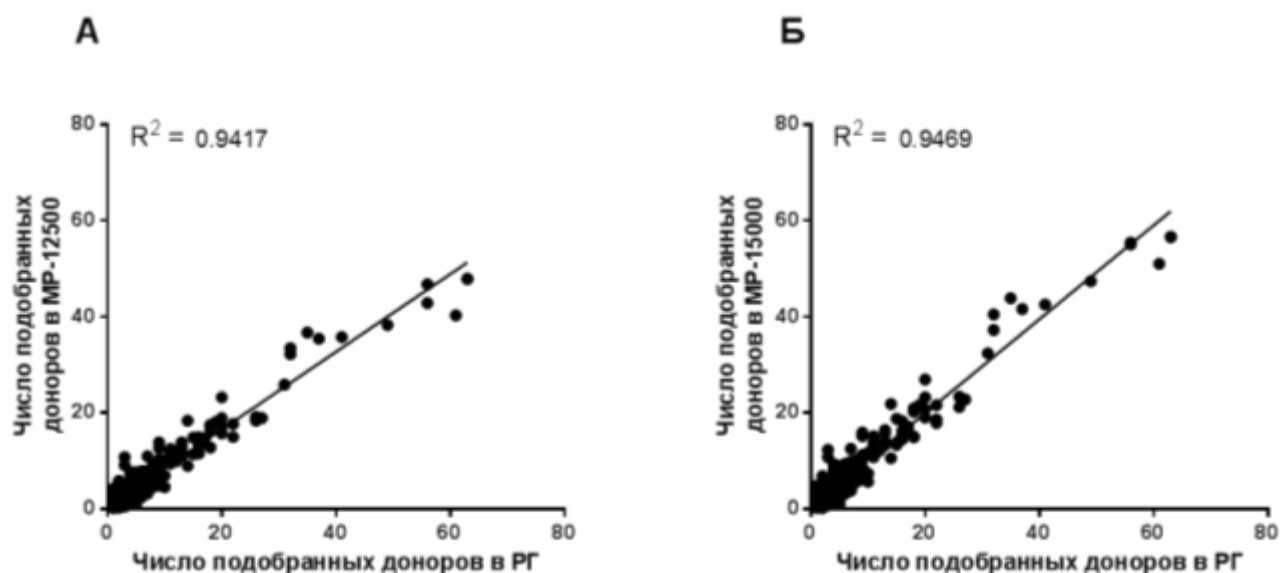 А
R² = 0.9417
80
60
40
20
0
Число подобранных
доноров в МР-12500
0 20 40 60 80
Число подобранных доноров в РГ
Б
R² = 0.9469
80
60
40
20
0
Число подобранных
доноров в МР-15000
0 20 40 60 80
Число подобранных доноров в РГ